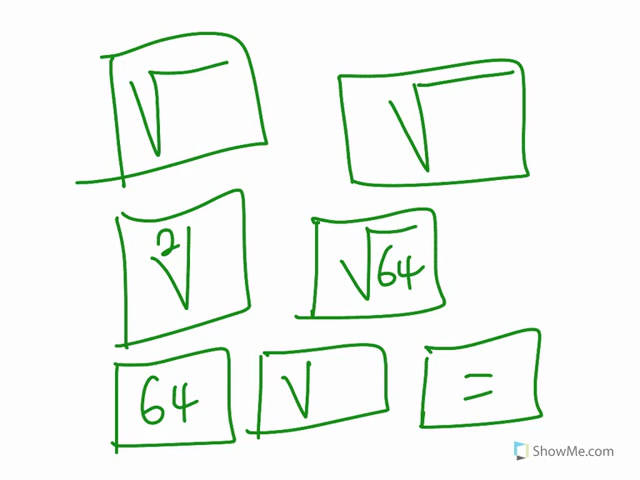 √ √
²√ √64
64 √ =
ShowMe.com